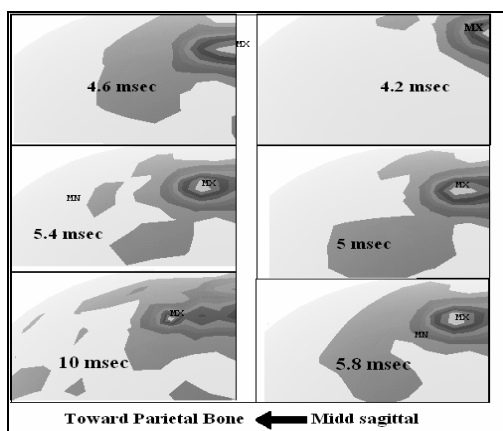 MX
4.6 msec
MX
4.2 msec
MX
MN
5.4 msec
MX
5 msec
MX
10 msec
MX
MN
5.8 msec
Toward Parietal Bone Midd sagittal